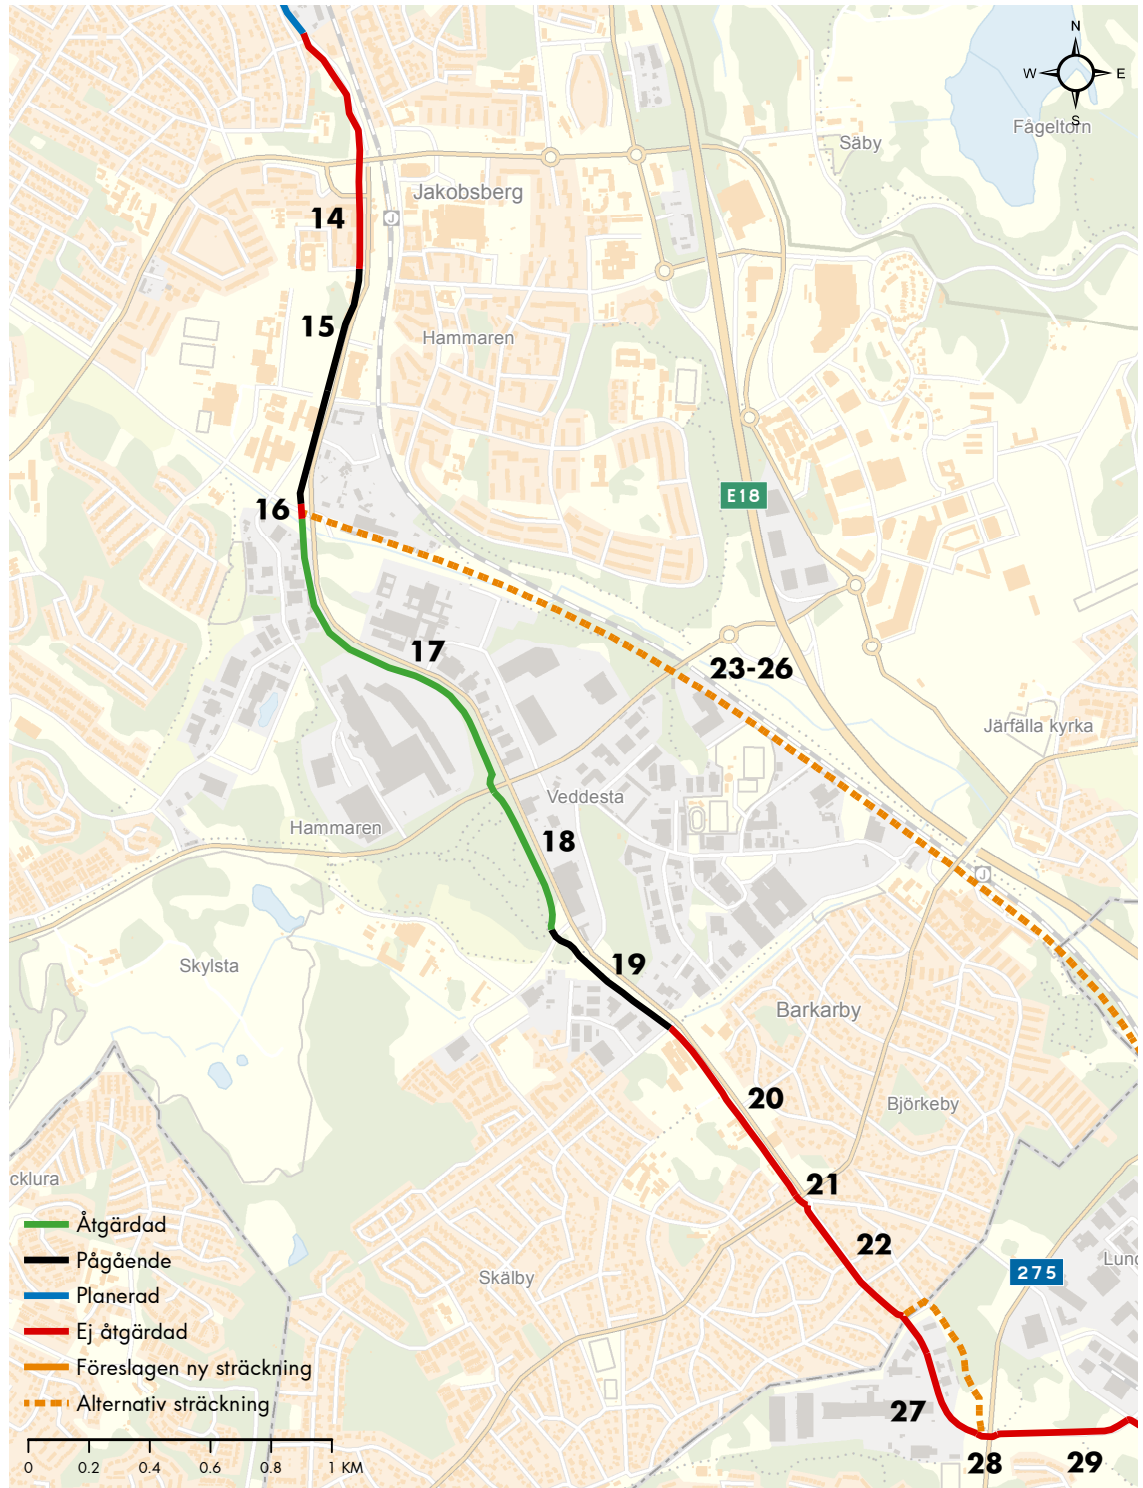 N
W E
S
Fågeltorn
Säby
Jakobsberg
14
J
15
Hammaren
E18
16
17
23-26
Järfälla kyrka
Veddesta
Hammaren
18
J
Skylsta
19
Barkarby
20
Björkeby
cklura
21
22
Lung
275
Skälby
Åtgärdad
Pågående
Planerad
Ej åtgärdad
Föreslagen ny sträckning
Alternativ sträckning
27
28
29
0 0.2 0.4 0.6 0.8 1 KM